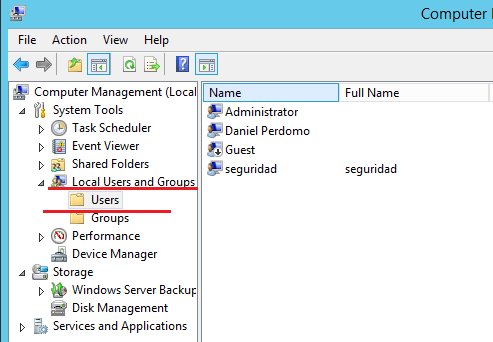 Computer
File Action View Help
Computer Management (Local
System Tools
Task Scheduler
Event Viewer
Shared Folders
Local Users and Groups
Users
Groups
Performance
Device Manager
Storage
Windows Server Backup
Disk Management
Services and Applications
Name Full Name
Administrator
Daniel Perdomo
Guest
seguridad seguridad